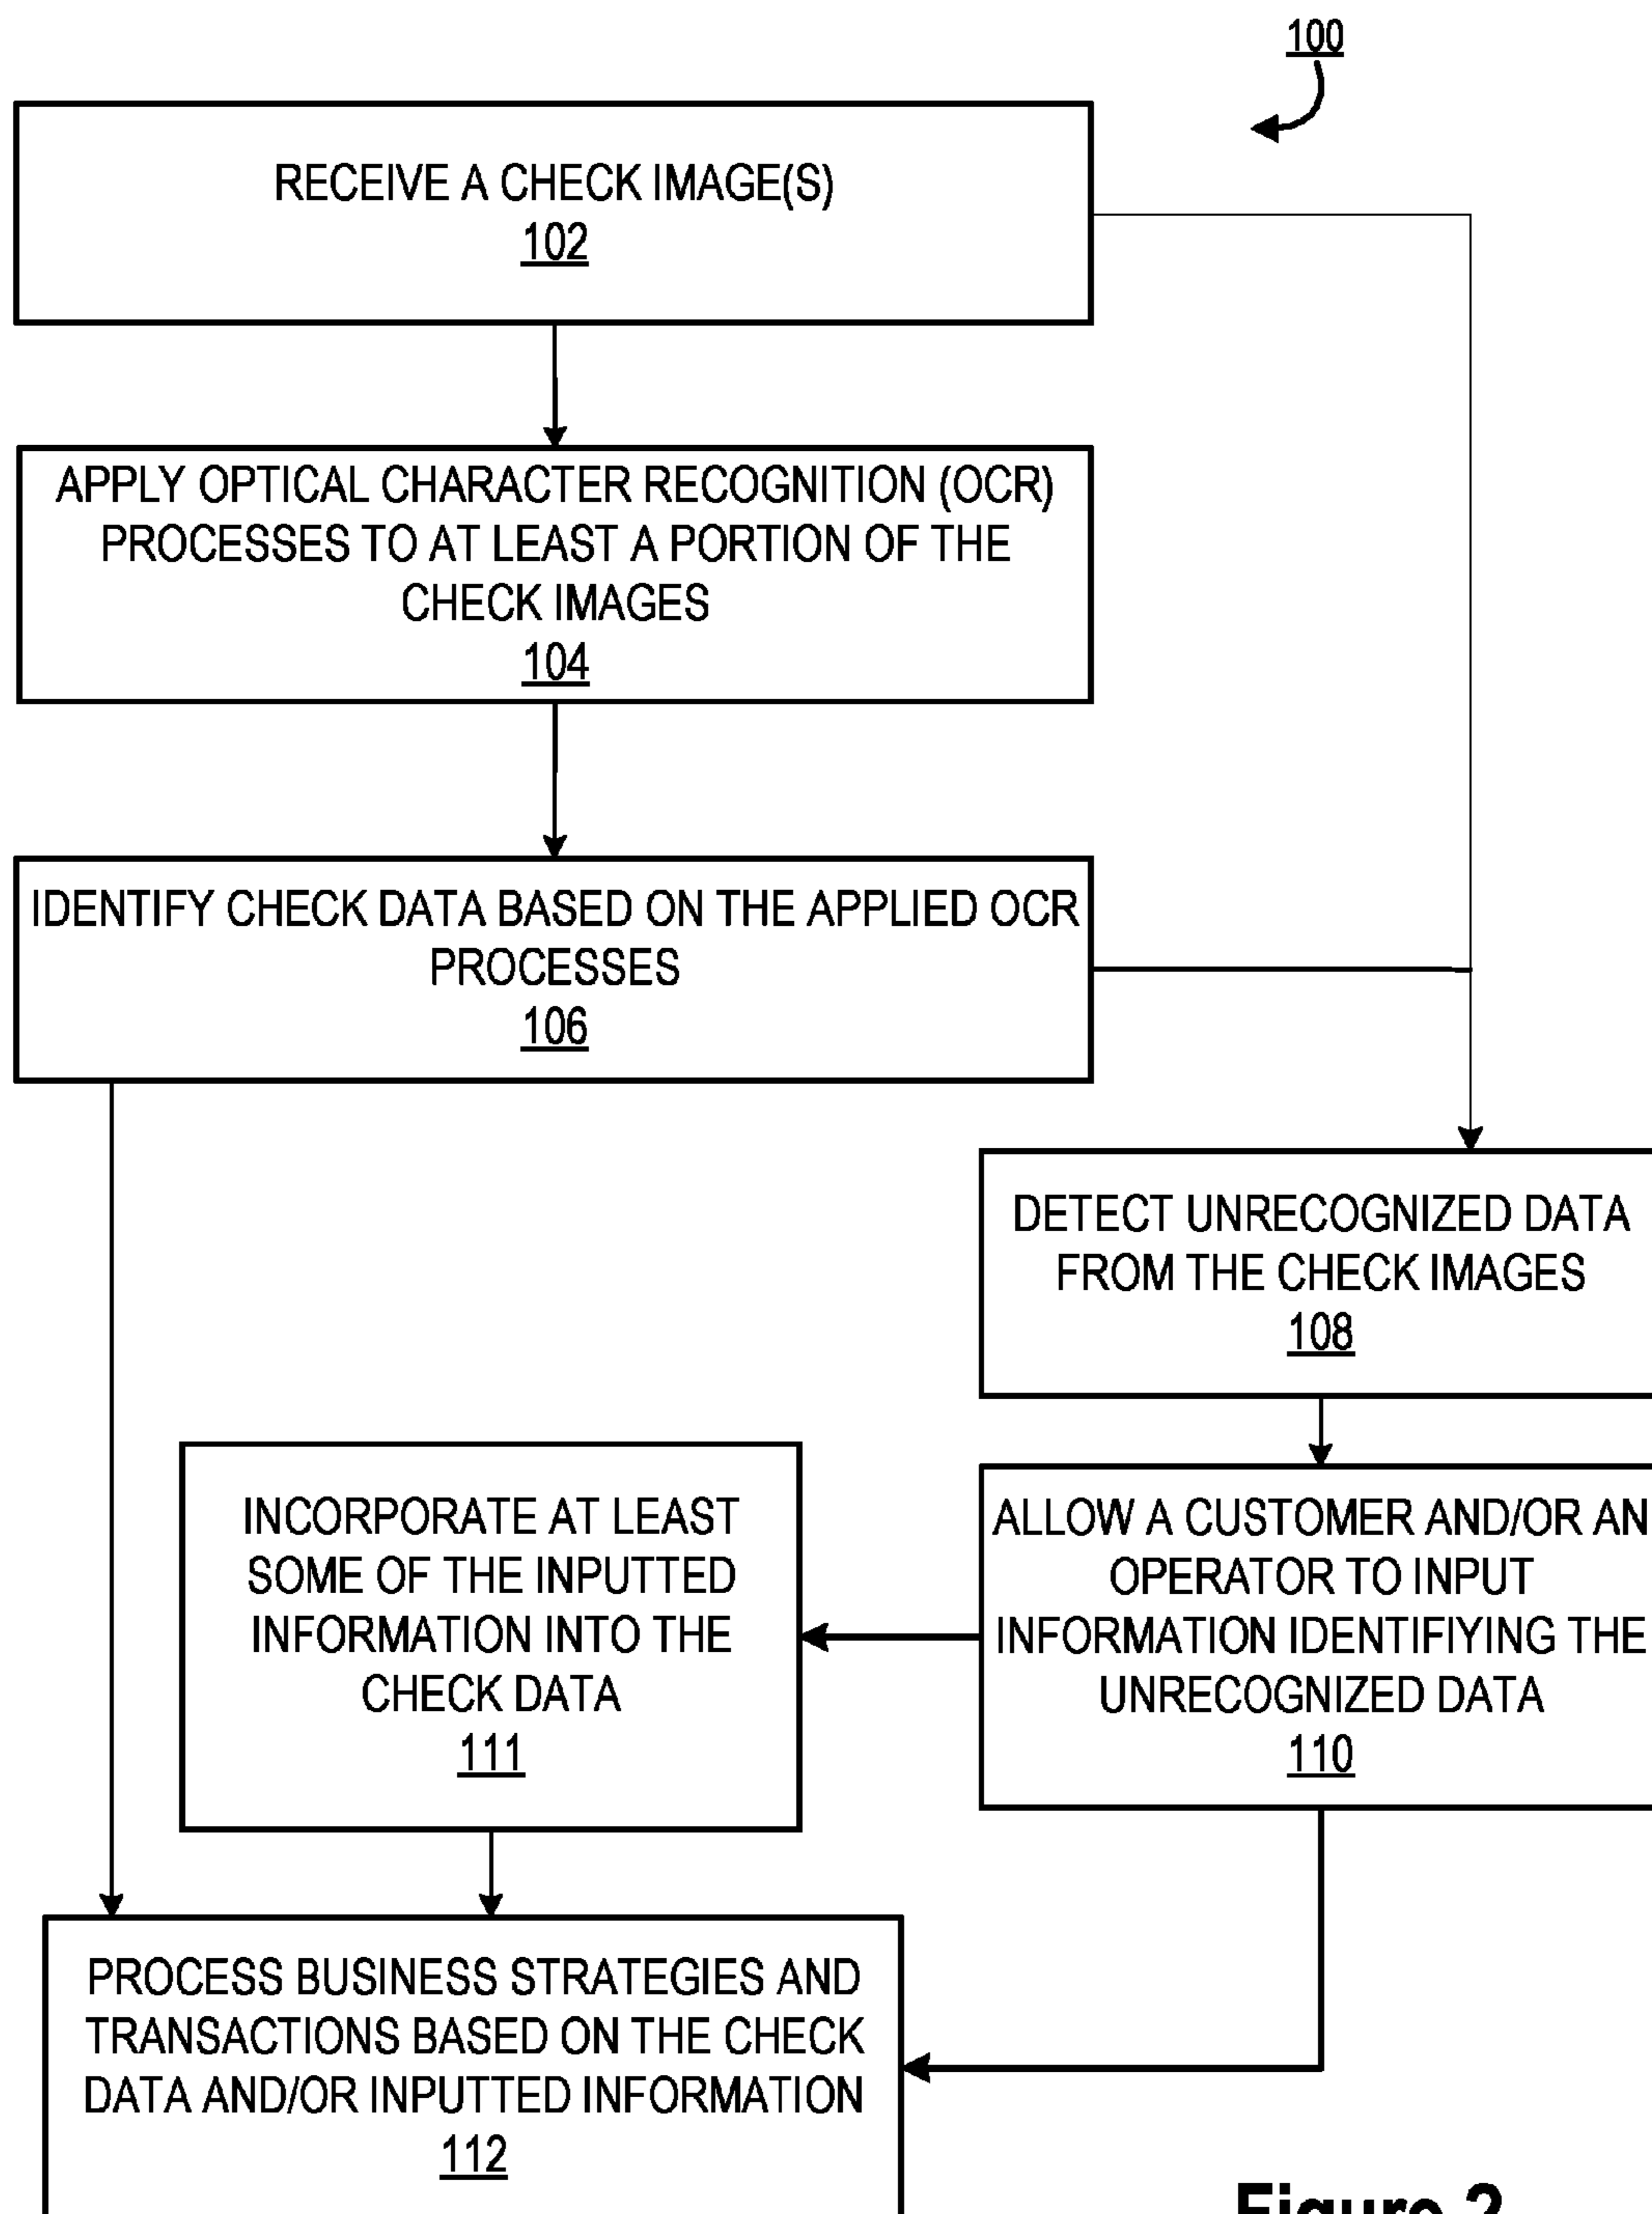 100
RECEIVE A CHECK IMAGE(S)
102
APPLY OPTICAL CHARACTER RECOGNITION (OCR)
PROCESSES TO AT LEAST A PORTION OF THE
CHECK IMAGES
104
IDENTIFY CHECK DATA BASED ON THE APPLIED OCR
PROCESSES
106
DETECT UNRECOGNIZED DATA
FROM THE CHECK IMAGES
108
ALLOW A CUSTOMER AND/OR AN
OPERATOR TO INPUT
INFORMATION IDENTIFIYING THE
UNRECOGNIZED DATA
110
INCORPORATE AT LEAST
SOME OF THE INPUTTED
INFORMATION INTO THE
CHECK DATA
111
PROCESS BUSINESS STRATEGIES AND
TRANSACTIONS BASED ON THE CHECK
DATA AND/OR INPUTTED INFORMATION
112
Figure